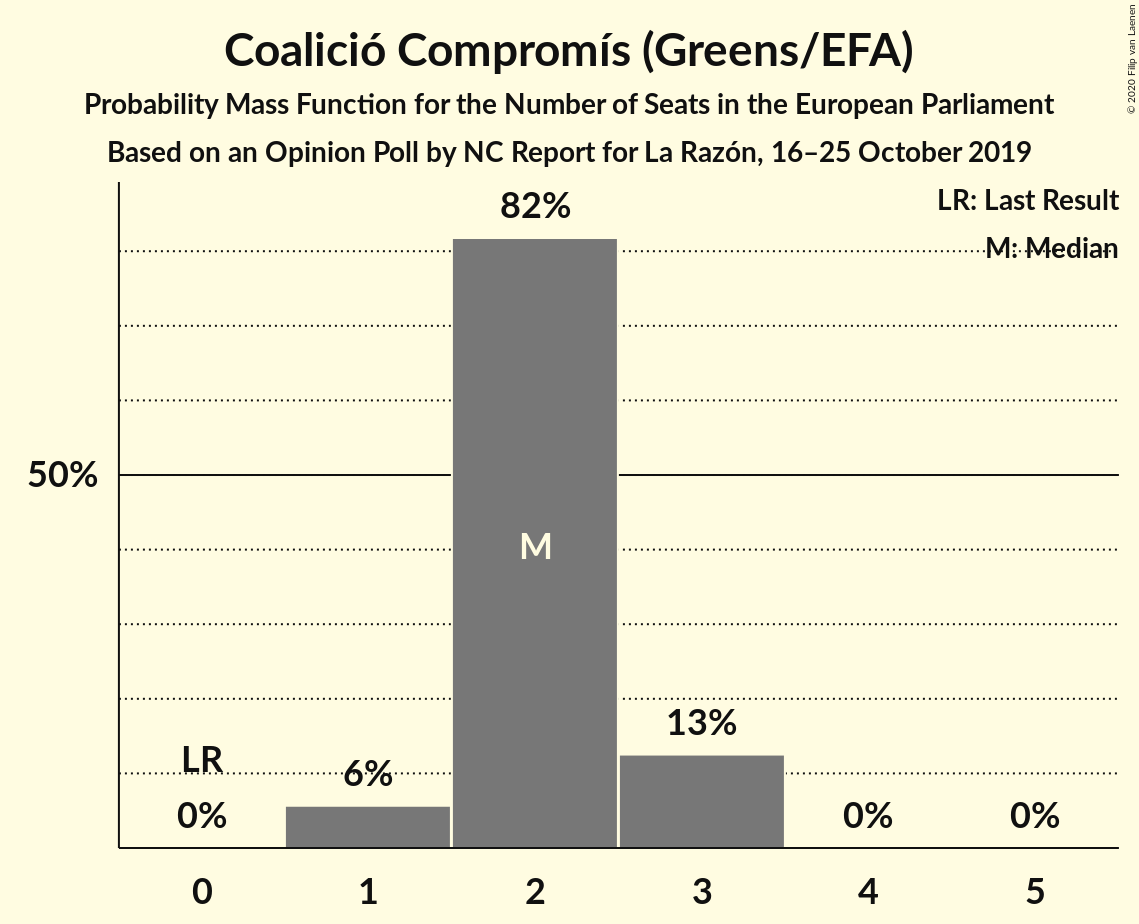 Coalició Compromís (Greens/EFA)
Probability Mass Function for the Number of Seats in the European Parliament
Based on an Opinion Poll by NC Report for La Razón, 16–25 October 2019
© 2020 Filip van Laenen
LR: Last Result
M: Median
82%
50%
M
13%
LR
6%
0%
0%
0%
0 1 2 3 4 5